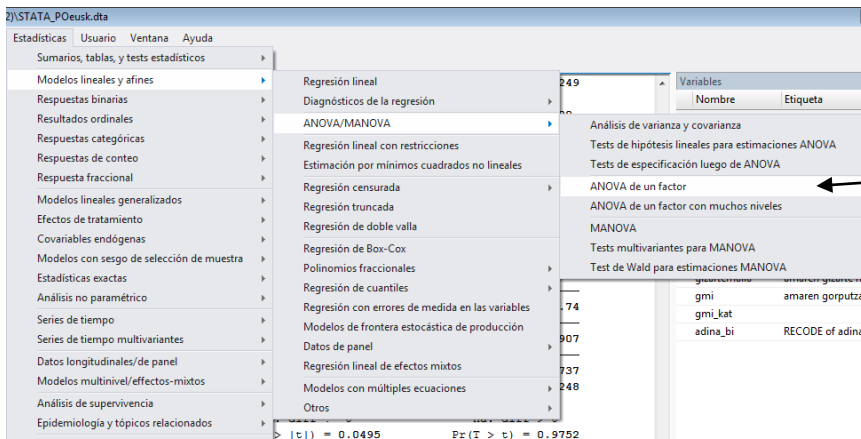 2)\STATA_POeusk.dta
Estadísticas Usuario Ventana Ayuda
Sumarios, tablas, y tests estadísticos
Modelos lineales y afines
Respuestas binarias
Resultados ordinales
Respuestas categóricas
Respuestas de conteo
Respuesta fraccional
Modelos lineales generalizados
Efectos de tratamiento
Covariables endógenas
Modelos con sesgo de selección de muestra
Estadísticas exactas
Análisis no paramétrico
Series de tiempo
Series de tiempo multivariantes
Datos longitudinales/de panel
Modelos multinivel/effectos-mixtos
Análisis de supervivencia
Epidemiología y tópicos relacionados
Regresión lineal
Diagnósticos de la regresión
ANOVA/MANOVA
Regresión lineal con restricciones
Estimación por mínimos cuadrados no lineales
Regresión censurada
Regresión truncada
Regresión de doble valla
Regresión de Box-Cox
Polinomios fraccionales
Regresión de cuantiles
Regresión con errores de medida en las variables
Modelos de frontera estocástica de producción
Datos de panel
Regresión lineal de efectos mixtos
Modelos con múltiples ecuaciones
Otros
Análisis de varianza y covarianza
Tests de hipótesis lineales para estimaciones ANOVA
Tests de especificación luego de ANOVA
ANOVA de un factor
ANOVA de un factor con muchos niveles
MANOVA
Tests multivariantes para MANOVA
Test de Wald para estimaciones MANOVA
249
.74
907
737
248
> |t|) = 0.0495 Pr(T > t) = 0.9752
Variables
Nombre Etiqueta
gmi amaren gorputza
gmi_kat
adina_bi RECODE of adina